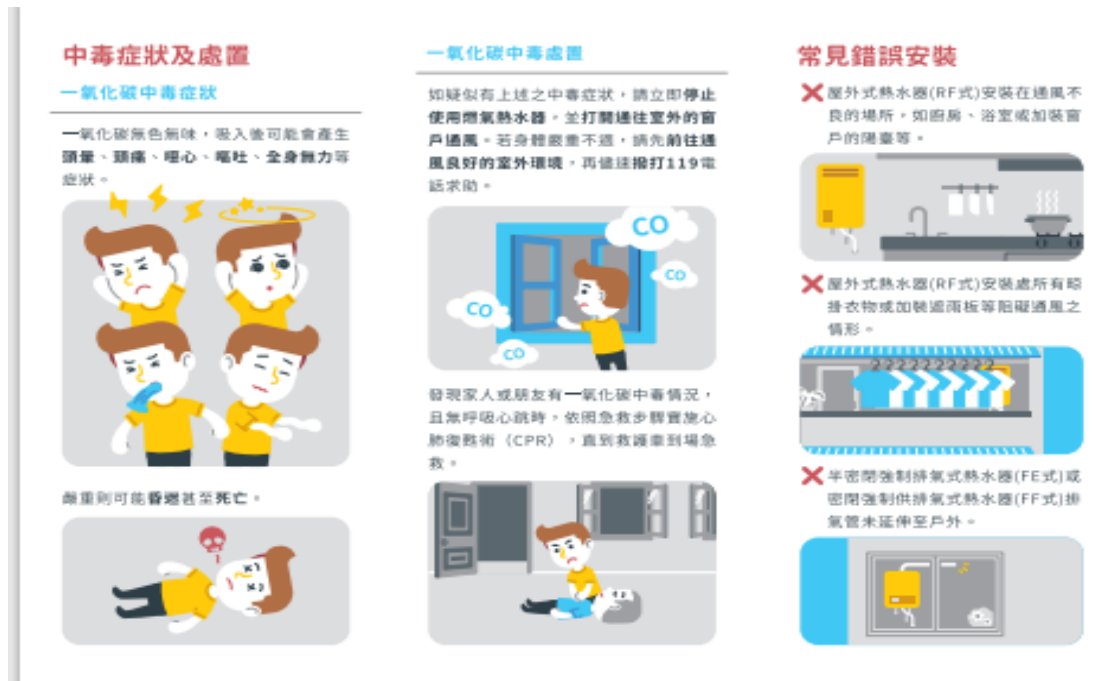 中毒症狀及處置
一氧化碳中毒症狀
一氧化碳無色無味，吸入後可能會產生
頭暈、頭痛、噁心、嘔吐、全身無力等
症狀。
嚴重則可能昏迷甚至死亡。
一氧化碳中毒處置
如疑似有上述之中毒症狀，請立即停止
使用燃氣熱水器，並打開通往室外的窗
戶通風。若身體嚴重不適，請先前往通
風良好的室外環境，再儘速撥打119電
話求助。
CO
CO
CO
CO
發現家人或朋友有一氧化碳中毒情況，
且無呼吸心跳時，依照急救步驟實施心
肺復甦術（CPR），直到救護車到場急
救。
常見錯誤安裝
屋外式熱水器(RF式)安裝在通風不
良的場所，如廚房、浴室或加裝窗
戶的陽臺等。
屋外式熱水器(RF式)安裝處所有晾
掛衣物或加裝遮雨板等阻礙通風之
情形。
半密閉強制排氣式熱水器(FE式)或
密閉強制供排氣式熱水器(FF式)排
氣管未延伸至戶外。